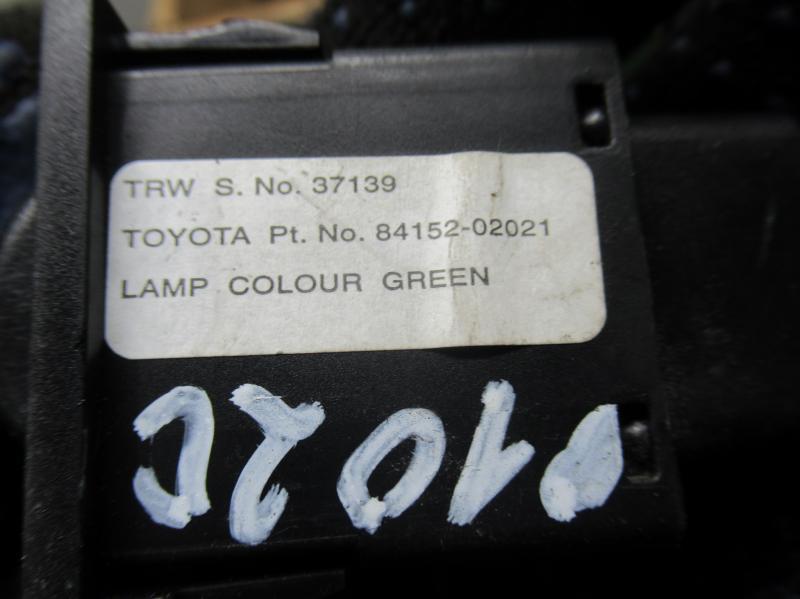 TRW S. No. 37139
TOYOTA Pt. No. 84152-02021
LAMP COLOUR GREEN